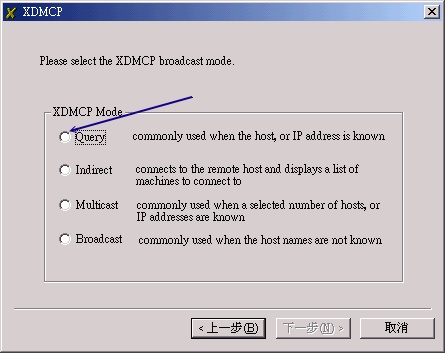 XDMCP
Please select the XDMCP broadcast mode.
XDMCP Mode
Query commonly used when the host, or IP address is known
Indirect connects to the remote host and displays a list of
machines to connect to
Multicast commonly used when a selected number of hosts, or
IP addresses are known
Broadcast commonly used when the host names are not known
< 上一步(B) 下一步(N) > 取消